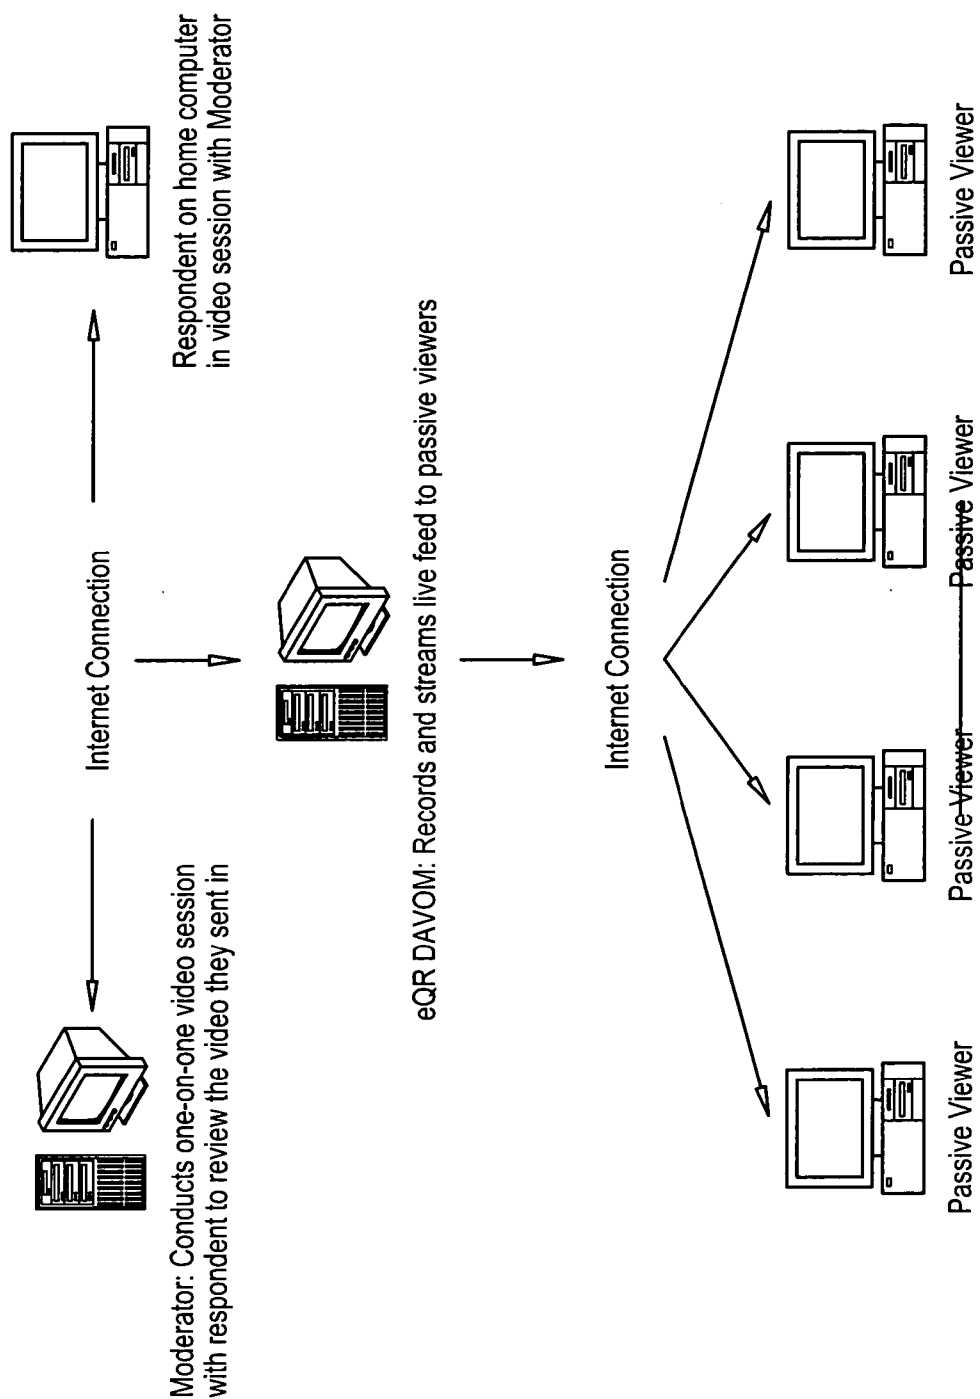 Moderator: Conducts one-on-one video session
with respondent to review the video they sent in
Internet Connection
Respondent on home computer
in video session with Moderator
eQR DAVOM: Records and streams live feed to passive viewers
Internet Connection
Passive Viewer
Passive Viewer
Passive Viewer
Passive Viewer